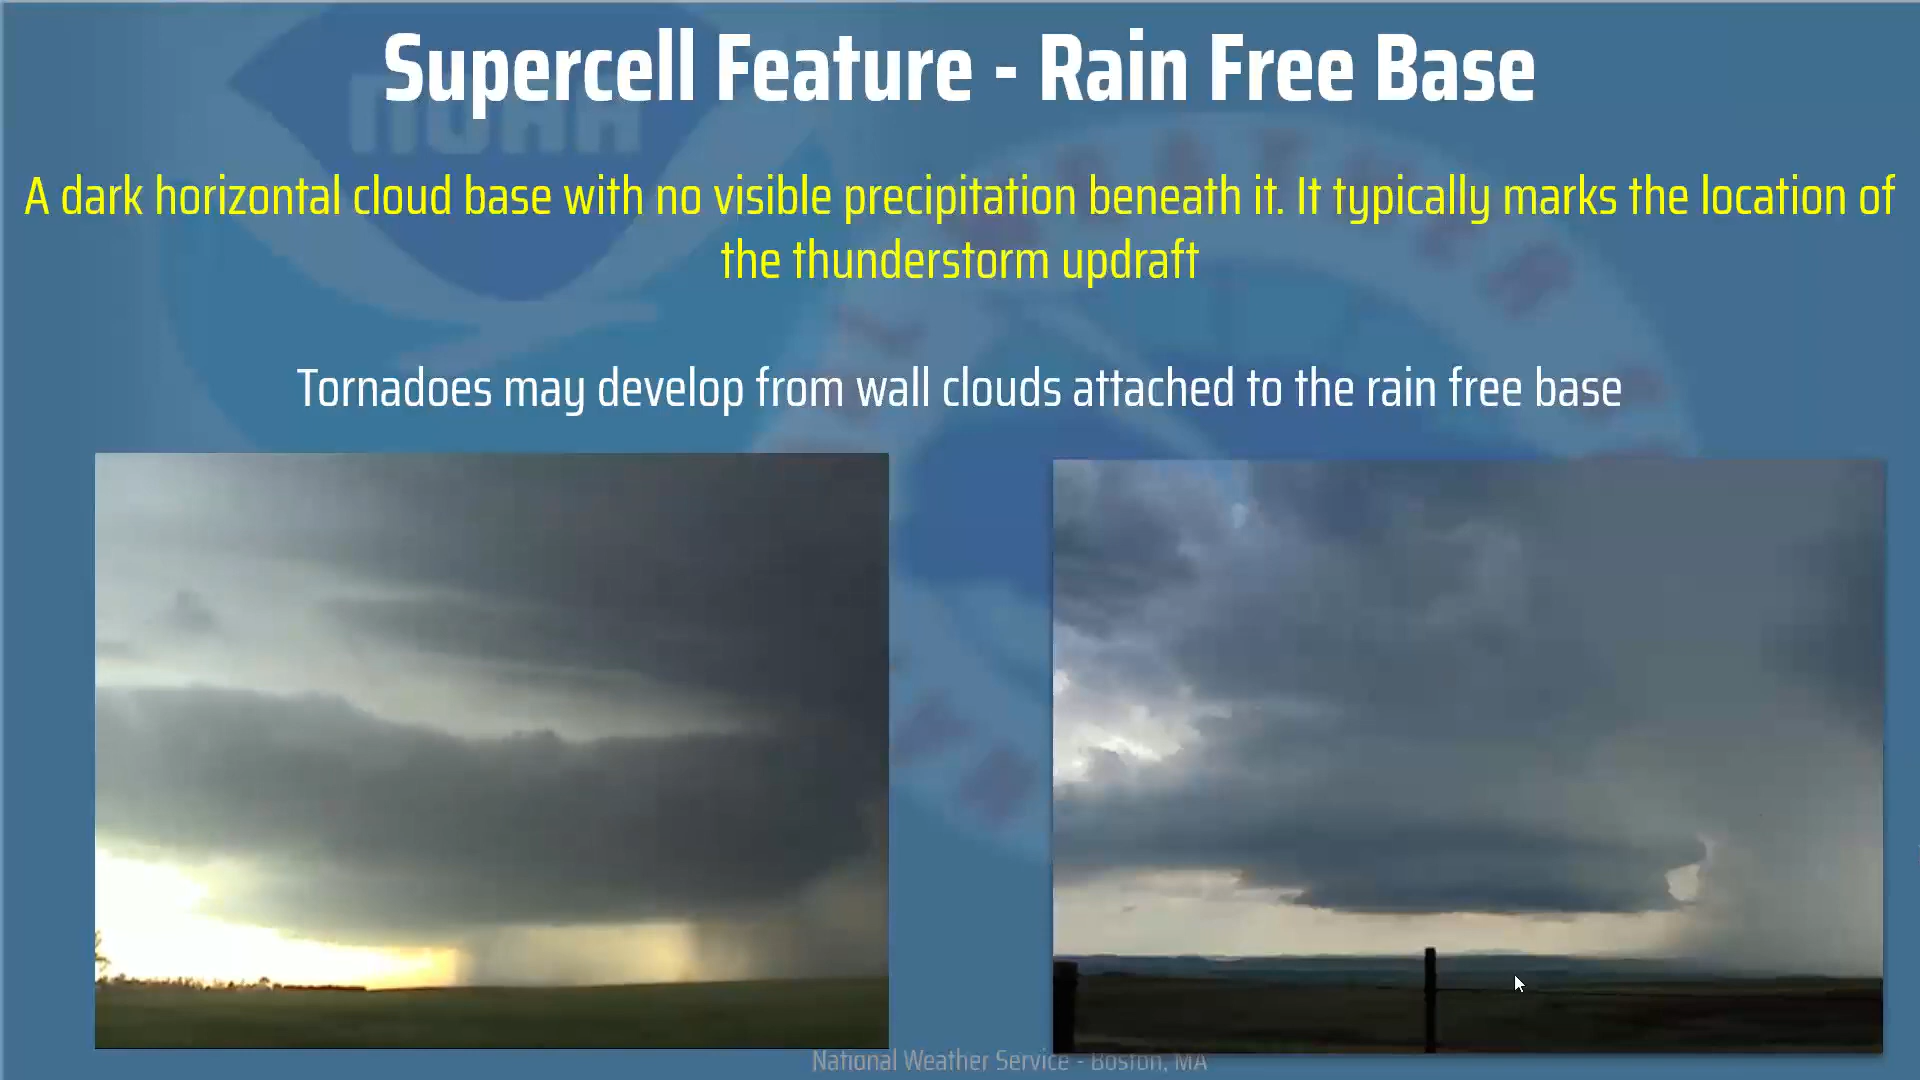 Supercell Feature - Rain Free Base
A dark horizontal cloud base with no visible precipitation beneath it. It typically marks the location of
the thunderstorm updraft
Tornadoes may develop from wall clouds attached to the rain free base
National Weather Service - Boston, MA
NOAA